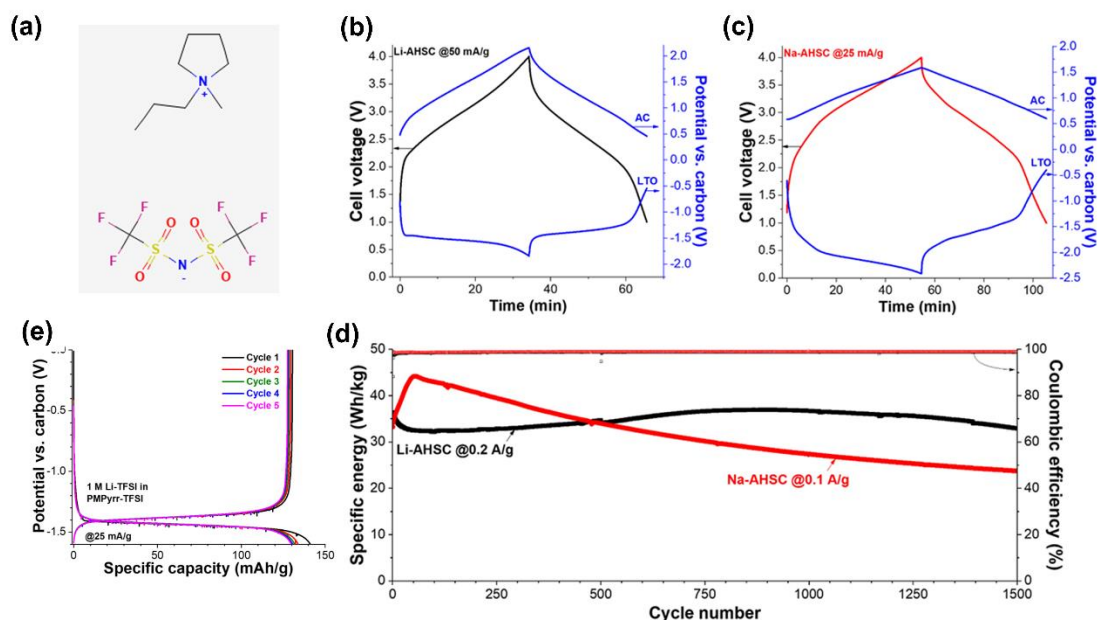 (a)
N
+
F
F
F
F
F
F
O
O
O
O
S
S
N
-
(b)
Li-AHSC @50 mA/g
AC
LTO
Cell voltage (V)
4.0
3.5
3.0
2.5
2.0
1.5
1.0
0.5
0.0
0 20 40 60
Time (min)
2.0
1.5
1.0
0.5
0.0
-0.5
-1.0
-1.5
-2.0
Potential vs. carbon (V)
(c)
Na-AHSC @25 mA/g
AC
LTO
Cell voltage (V)
4.0
3.5
3.0
2.5
2.0
1.5
1.0
0.5
0.0
0 20 40 60 80 100
Time (min)
2.0
1.5
1.0
0.5
0.0
-0.5
-1.0
-1.5
-2.0
-2.5
Potential vs. carbon (V)
(e)
Cycle 1
Cycle 2
Cycle 3
Cycle 4
Cycle 5
1 M Li-TFSI in
PMPyrr-TFSI
@25 mA/g
Potential vs. carbon (V)
-0.5
-1.0
-1.5
0 50 100 150
Specific capacity (mAh/g)
(d)
Specific energy (Wh/kg)
50
45
40
35
30
25
20
15
10
5
0
Li-AHSC @0.2 A/g
Na-AHSC @0.1 A/g
0 250 500 750 1000 1250 1500
Cycle number
100
80
60
40
20
0
Coulombic efficiency (%)